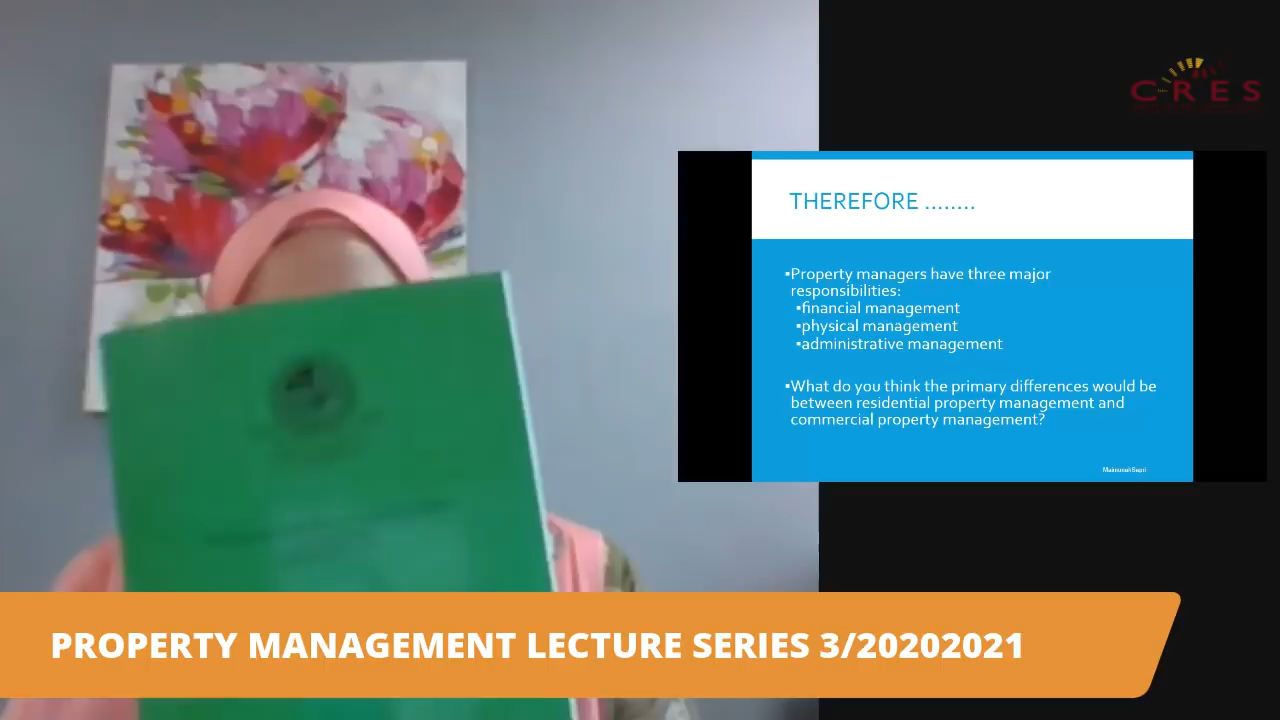 CRES
THEREFORE ........
▪Property managers have three major
responsibilities:
▪financial management
▪physical management
▪administrative management
▪What do you think the primary differences would be
between residential property management and
commercial property management?
MaimunahSapri
PROPERTY MANAGEMENT LECTURE SERIES 3/20202021